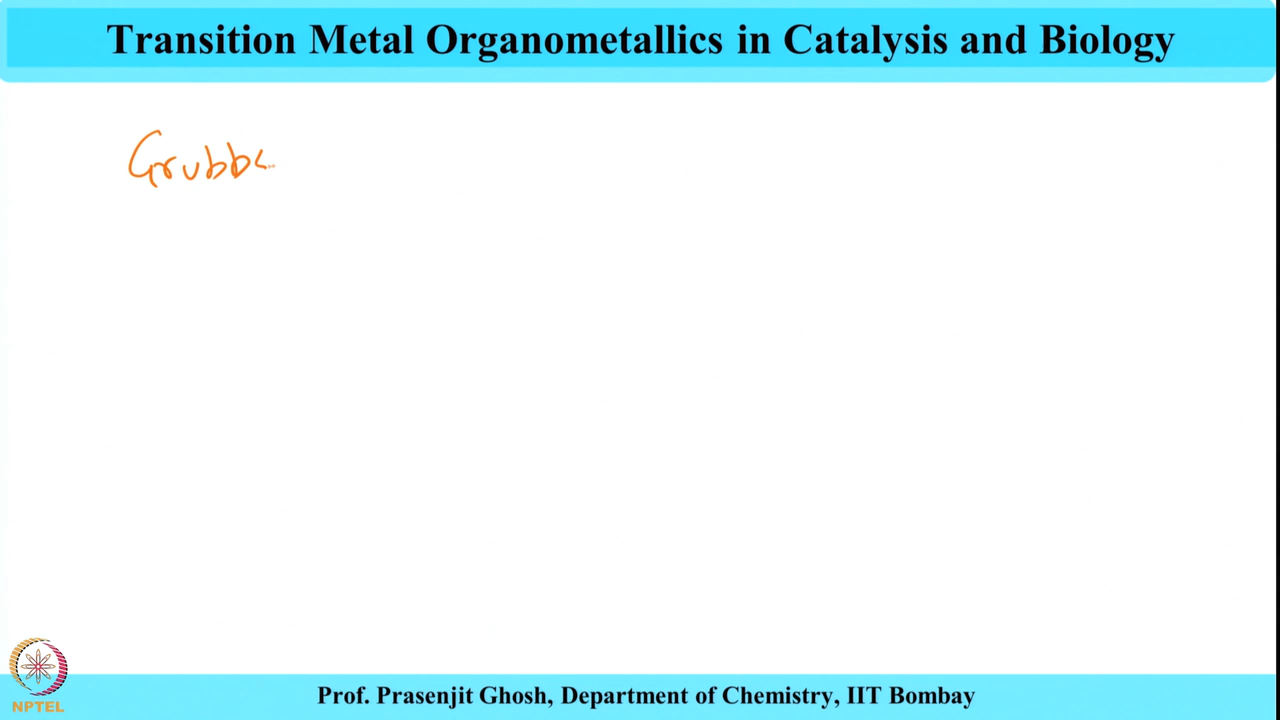 Transition Metal Organometallics in Catalysis and Biology
Grubbs
NPTEL
Prof. Prasenjit Ghosh, Department of Chemistry, IIT Bombay